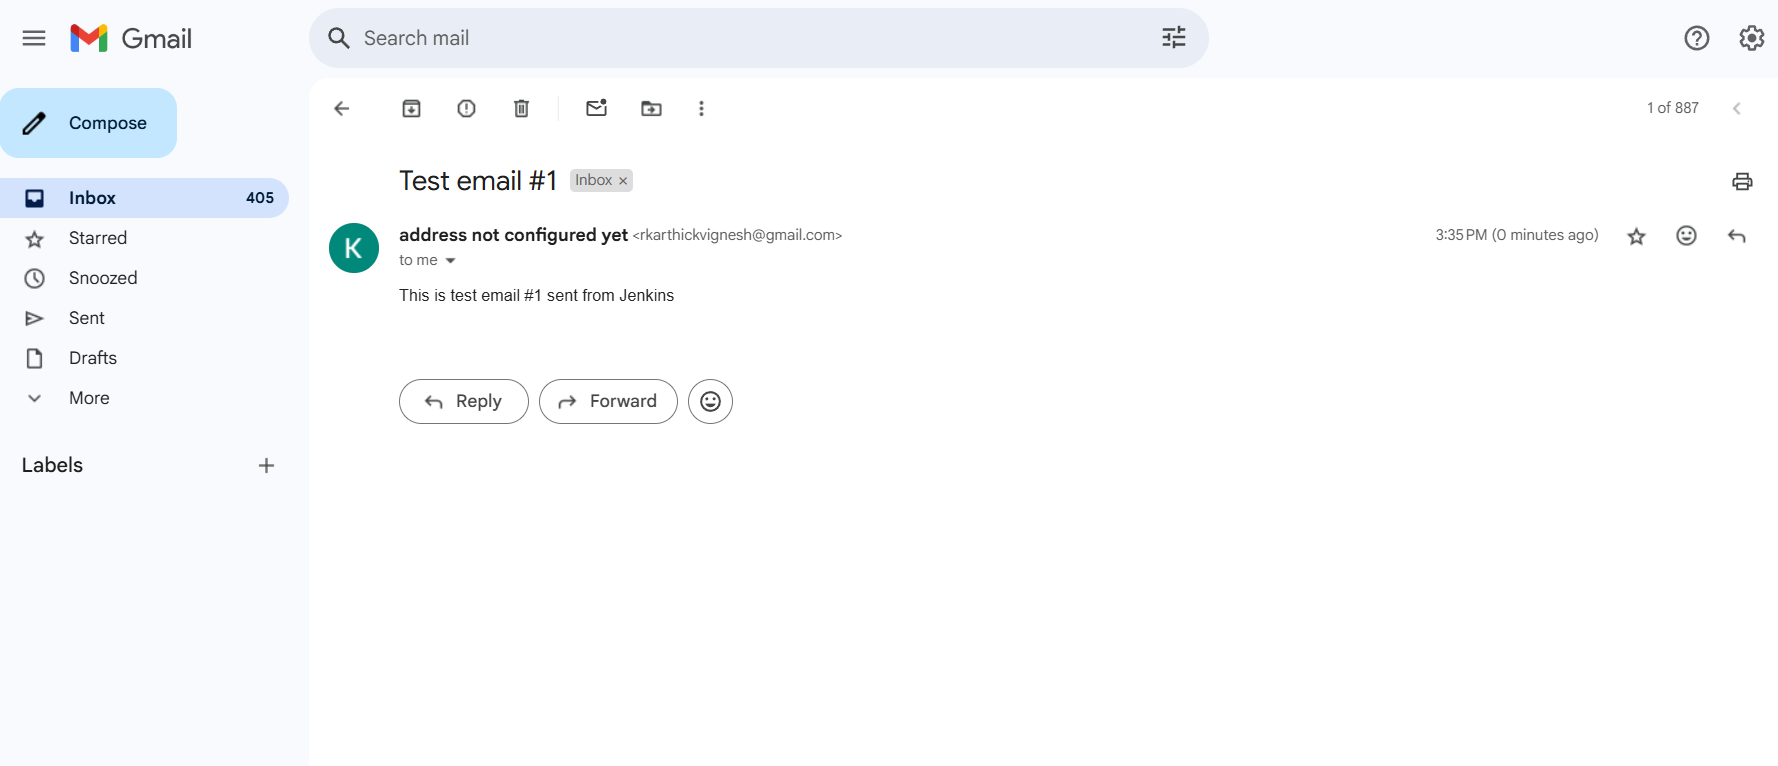 Gmail
Search mail
Compose
1 of 887
Inbox 405
Starred
Snoozed
Sent
Drafts
More
Labels
Test email #1 Inbox ×
K
address not configured yet <rkarthickvignesh@gmail.com> 3:35 PM (0 minutes ago)
to me
This is test email #1 sent from Jenkins
Reply Forward